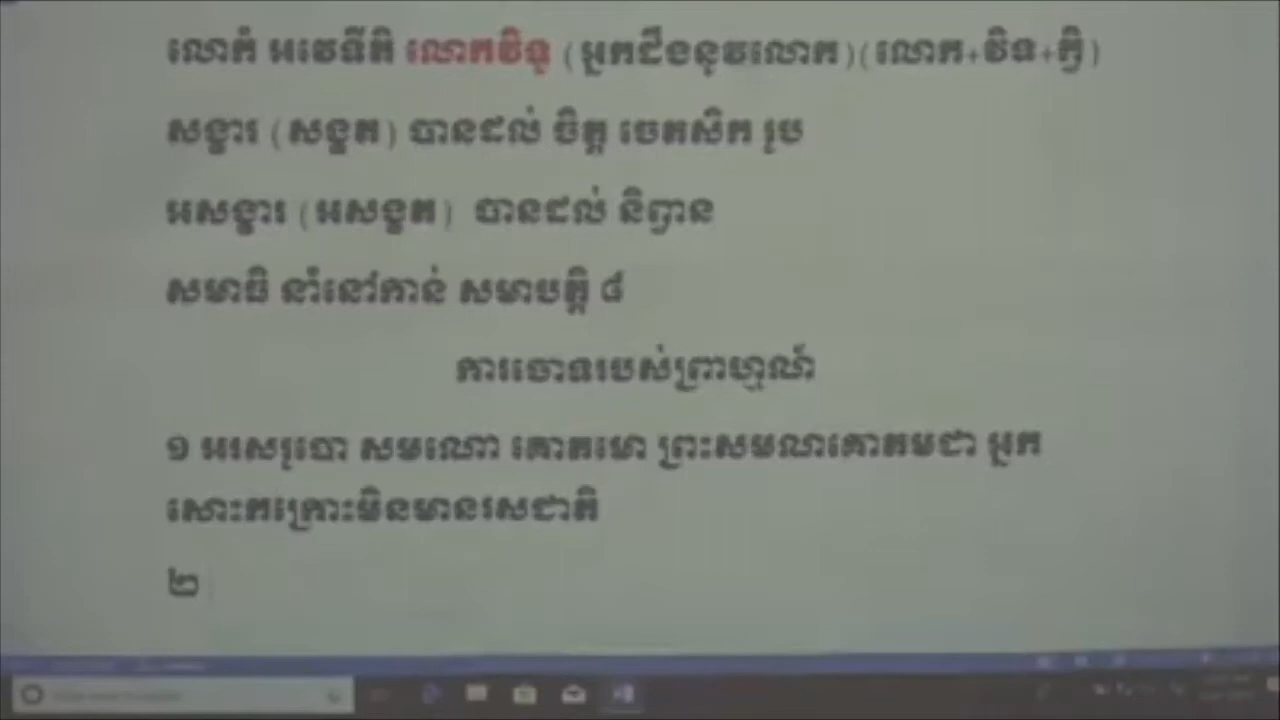 លោកំ អវេទីតិ លោកវិទូ (អ្នកដឹងនូវលោក)(លោក+វិទ+ក្វិ)
សង្ខារ (សង្ខត) បានដល់ ចិត្ត ចេតសិក រូប
អសង្ខារ (អសង្ខត) បានដល់ និព្វាន
សមាធិ នាំនៅកាន់ សមាបត្តិ ៨
ការចោទរបស់ព្រាហ្មណ៍
១ អរសរូបោ សមណោ គោតមោ ព្រះសមណគោតមជា អ្នក
សោះកក្រោះមិនមានរសជាតិ
២